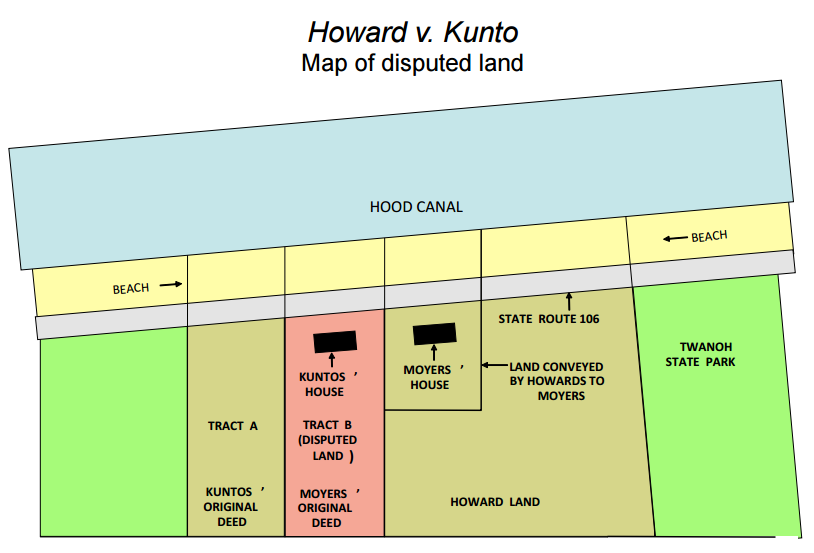 Howard v. Kunto
Map of disputed land
HOOD CANAL
BEACH
BEACH
STATE ROUTE 106
KUNTOS ’
HOUSE
MOYERS ’
HOUSE
LAND CONVEYED
BY HOWARDS TO
MOYERS
TWANOH
STATE PARK
TRACT A
TRACT B
(DISPUTED
LAND )
KUNTOS ’
ORIGINAL
DEED
MOYERS ’
ORIGINAL
DEED
HOWARD LAND